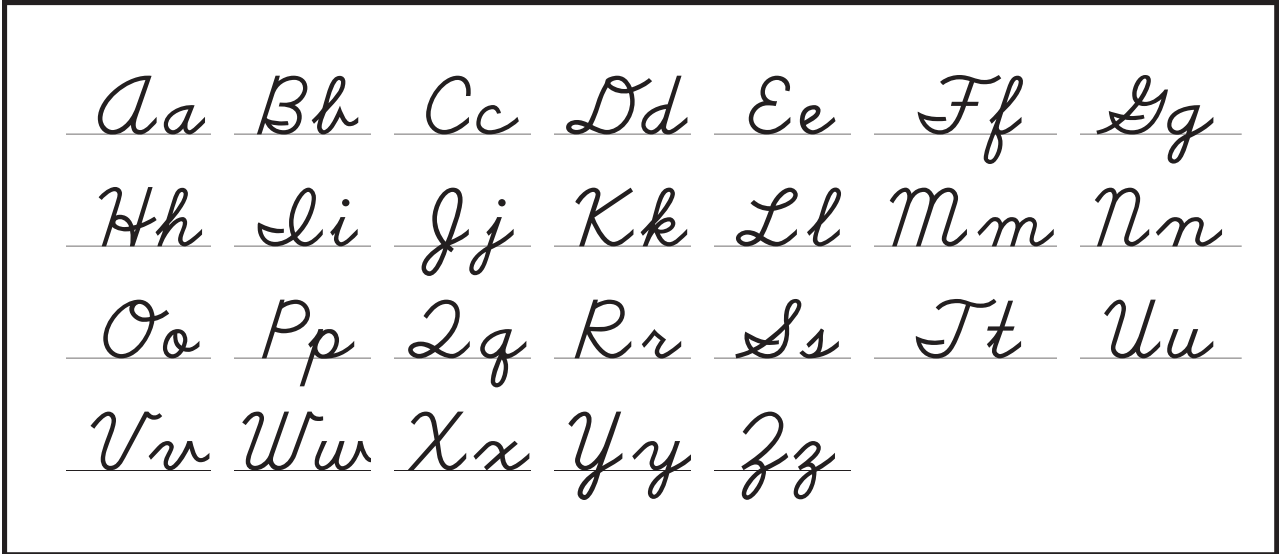 Aa Bb Cc Dd Ee Ff Gg
Hh Ii Jj Kk Ll Mm Nn
Oo Pp Qq Rr Ss Tt Uu
Vv Ww Xx Yy Zz